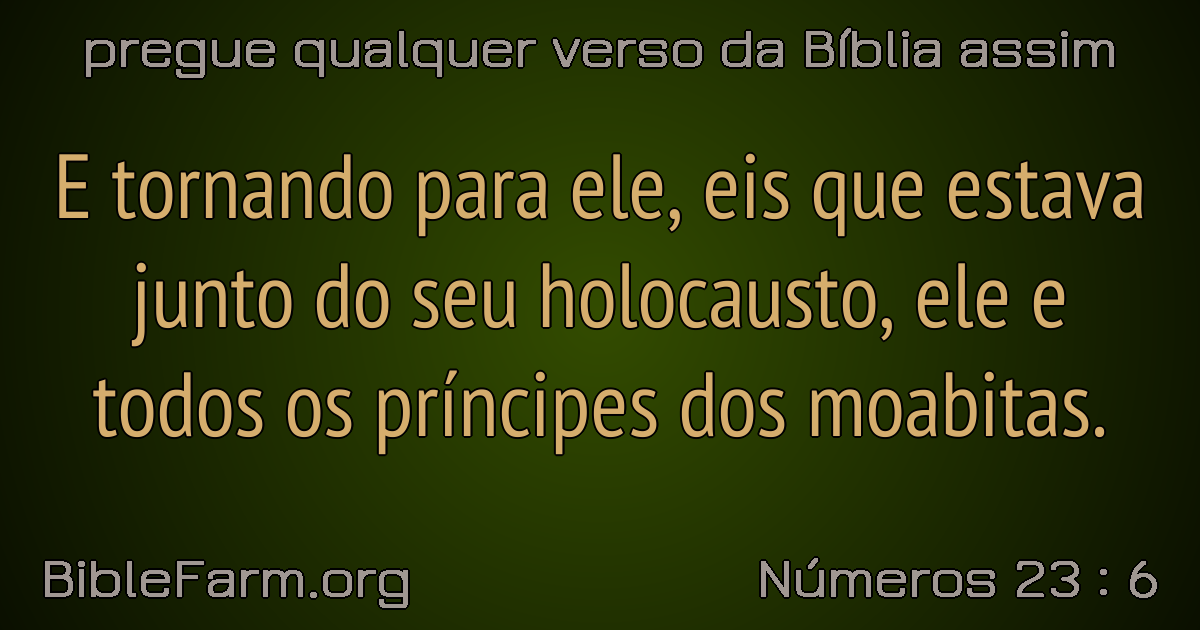 pregue qualquer verso da Bíblia assim
E tornando para ele, eis que estava
junto do seu holocausto, ele e
todos os príncipes dos moabitas.
BibleFarm.org
Números 23 : 6